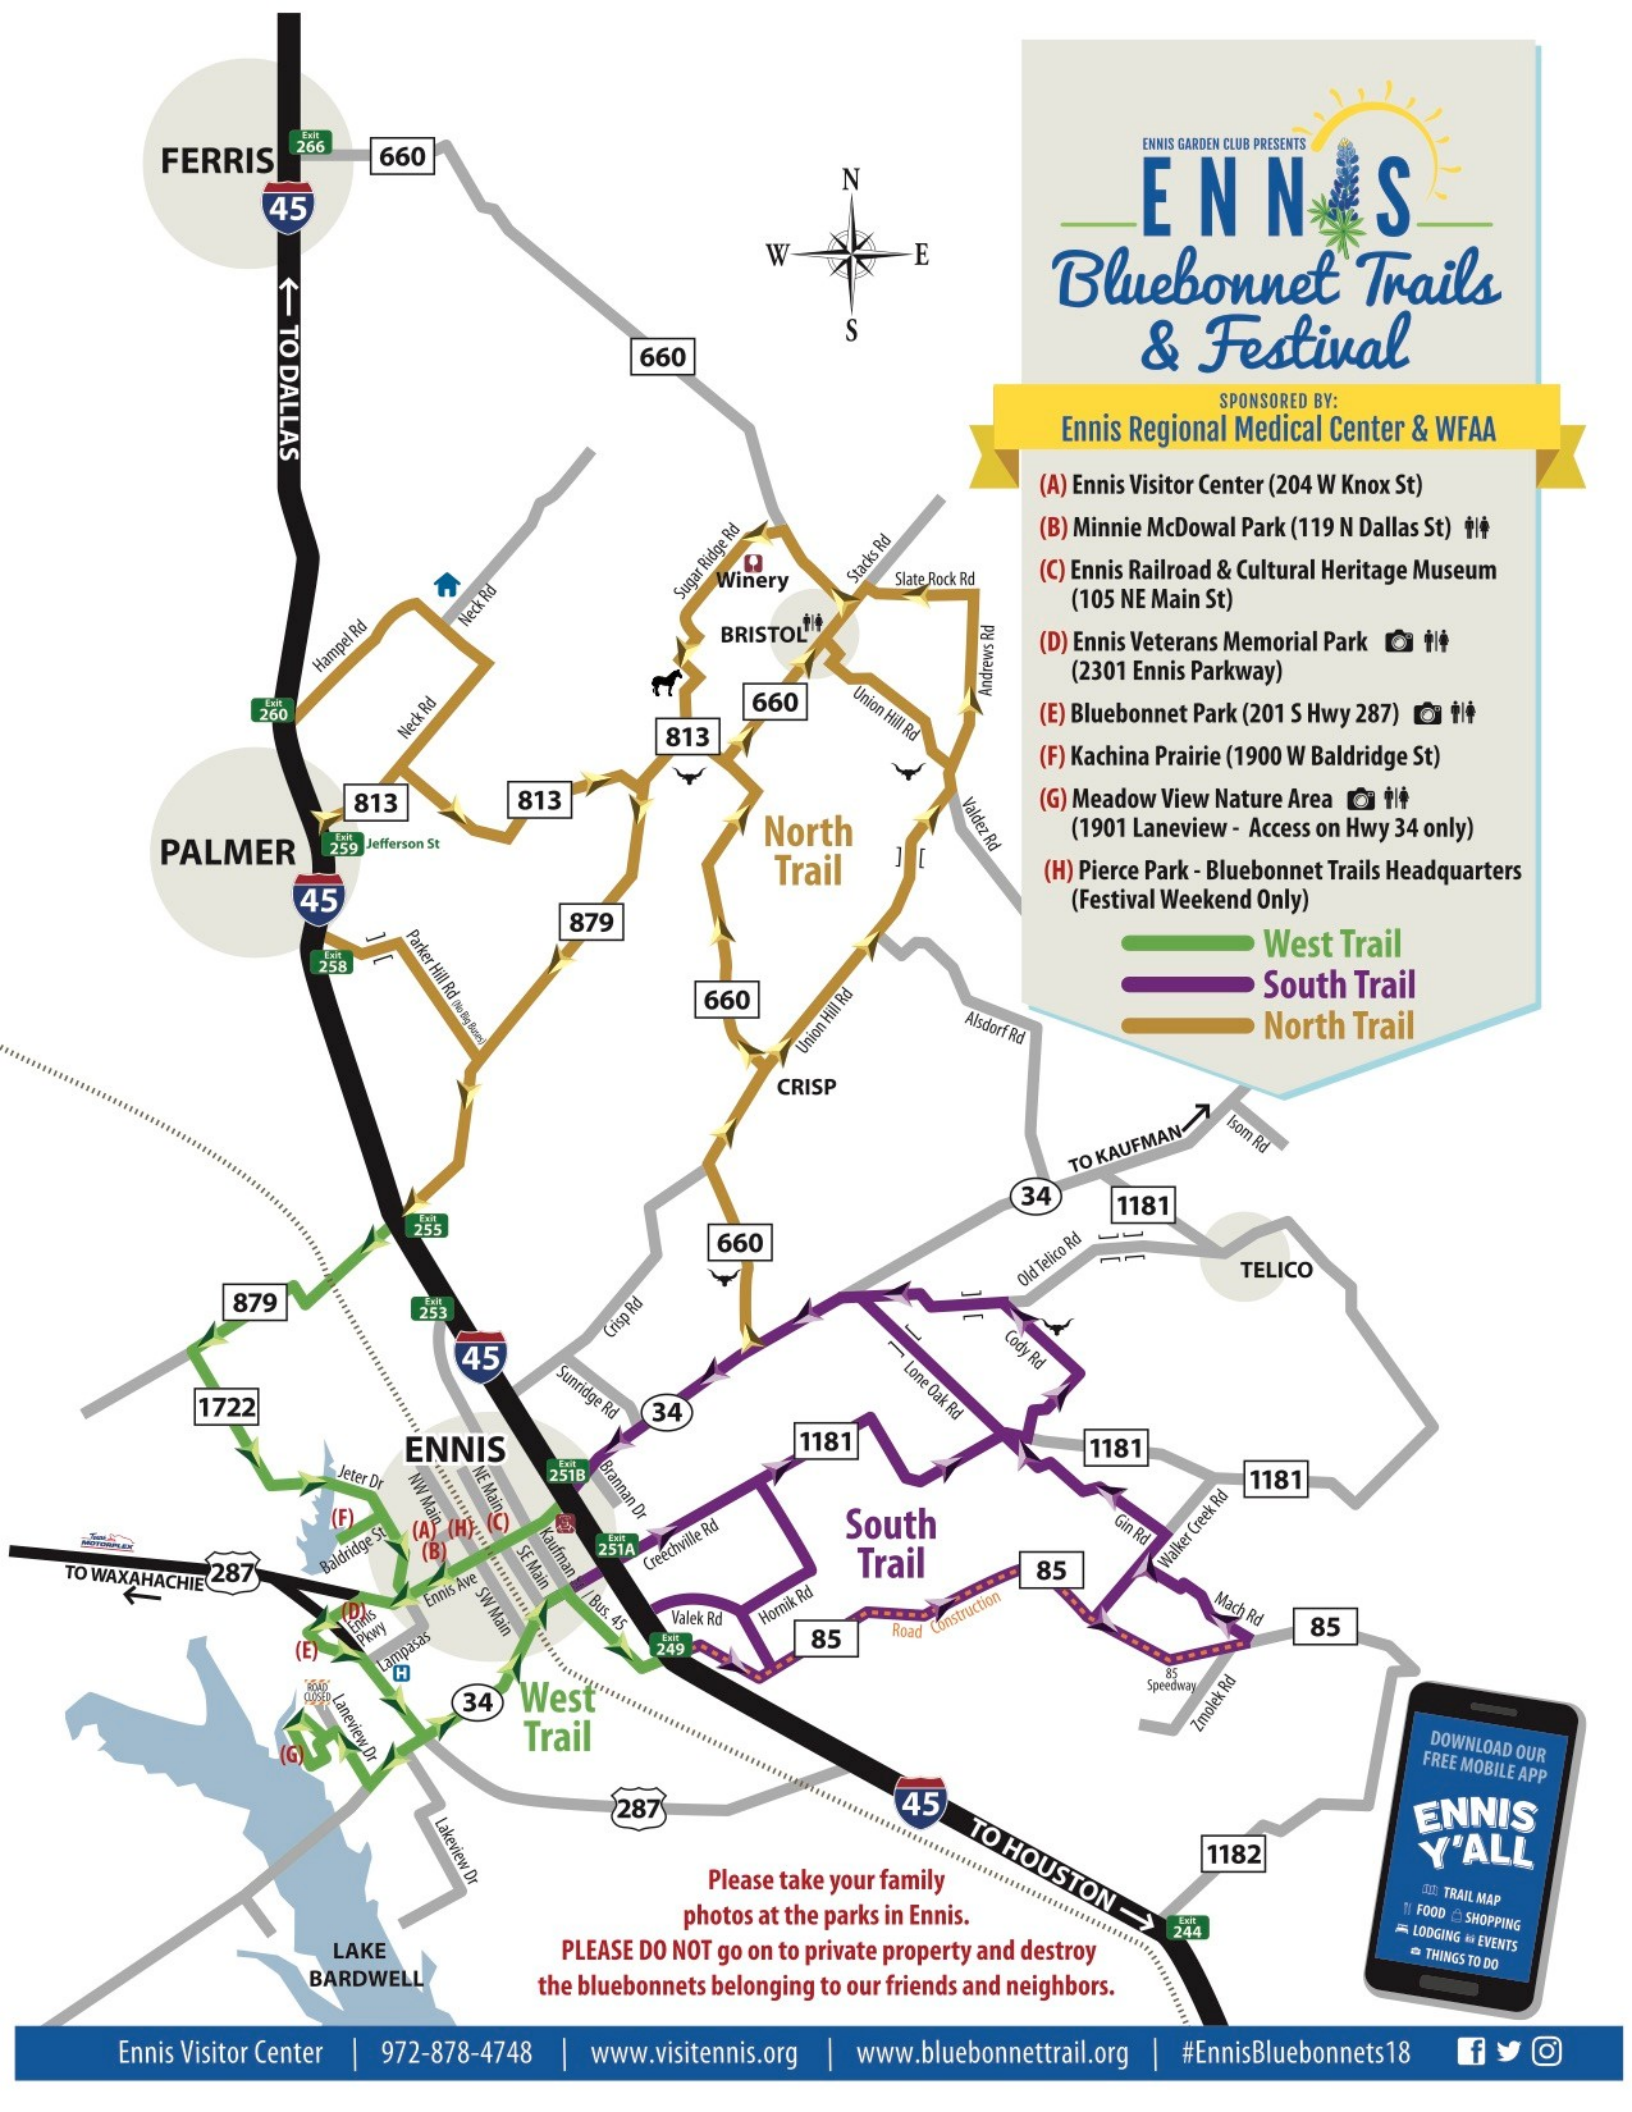 Exit
266
FERRIS
660
45
TO DALLAS
N
W
E
S
660
ENNIS GARDEN CLUB PRESENTS
ENNIS
Bluebonnet Trails
& Festival
SPONSORED BY:
Ennis Regional Medical Center & WFAA
(A) Ennis Visitor Center (204 W Knox St)
(B) Minnie McDowal Park (119 N Dallas St)
(C) Ennis Railroad & Cultural Heritage Museum
(105 NE Main St)
(D) Ennis Veterans Memorial Park
(2301 Ennis Parkway)
(E) Bluebonnet Park (201 S Hwy 287)
(F) Kachina Prairie (1900 W Baldridge St)
(G) Meadow View Nature Area
(1901 Laneview - Access on Hwy 34 only)
(H) Pierce Park - Bluebonnet Trails Headquarters
(Festival Weekend Only)
West Trail
South Trail
North Trail
Sugar Ridge Rd
Winery
Stacks Rd
Slate Rock Rd
BRISTOL
Neck Rd
Hampel Rd
Andrews Rd
Exit
260
Neck Rd
660
Union Hill Rd
813
813
813
Valdez Rd
North
Trail
PALMER
Exit
259
Jefferson St
45
879
Exit
258
Parker Hill Rd (No Big Buses)
660
Union Hill Rd
Alsdorf Rd
CRISP
TO KAUFMAN
Isom Rd
34
1181
Exit
255
660
Old Telico Rd
TELICO
879
Exit
253
Crisp Rd
45
Cody Rd
Sunridge Rd
Lone Oak Rd
1722
34
1181
1181
1181
ENNIS
Exit
251B
Brannan Dr
Jeter Dr
NW Main
NE Main
(F)
(A)
(H)
(C)
(B)
Baldridge St
Kaufman
SE Main
SW Main
Ennis Ave
Exit
251A
Creechville Rd
South
Trail
Gin Rd
Walker Creek Rd
Texas
MOTORPLEX
TO WAXAHACHIE
287
85
Mach Rd
(D)
Ennis
Pkwy
(E)
Lampasas
H
Bus. 45
Valek Rd
Hornik Rd
Road Construction
85
85
Exit
249
85
Speedway
Zmolek Rd
ROAD
CLOSED
Laneview Dr
(G)
34
West
Trail
287
45
TO HOUSTON
Lakeview Dr
1182
Exit
244
LAKE
BARDWELL
Please take your family
photos at the parks in Ennis.
PLEASE DO NOT go on to private property and destroy
the bluebonnets belonging to our friends and neighbors.
DOWNLOAD OUR
FREE MOBILE APP
ENNIS
Y'ALL
TRAIL MAP
FOOD SHOPPING
LODGING EVENTS
THINGS TO DO
Ennis Visitor Center | 972-878-4748 | www.visitennis.org | www.bluebonnettrail.org | #EnnisBluebonnets18